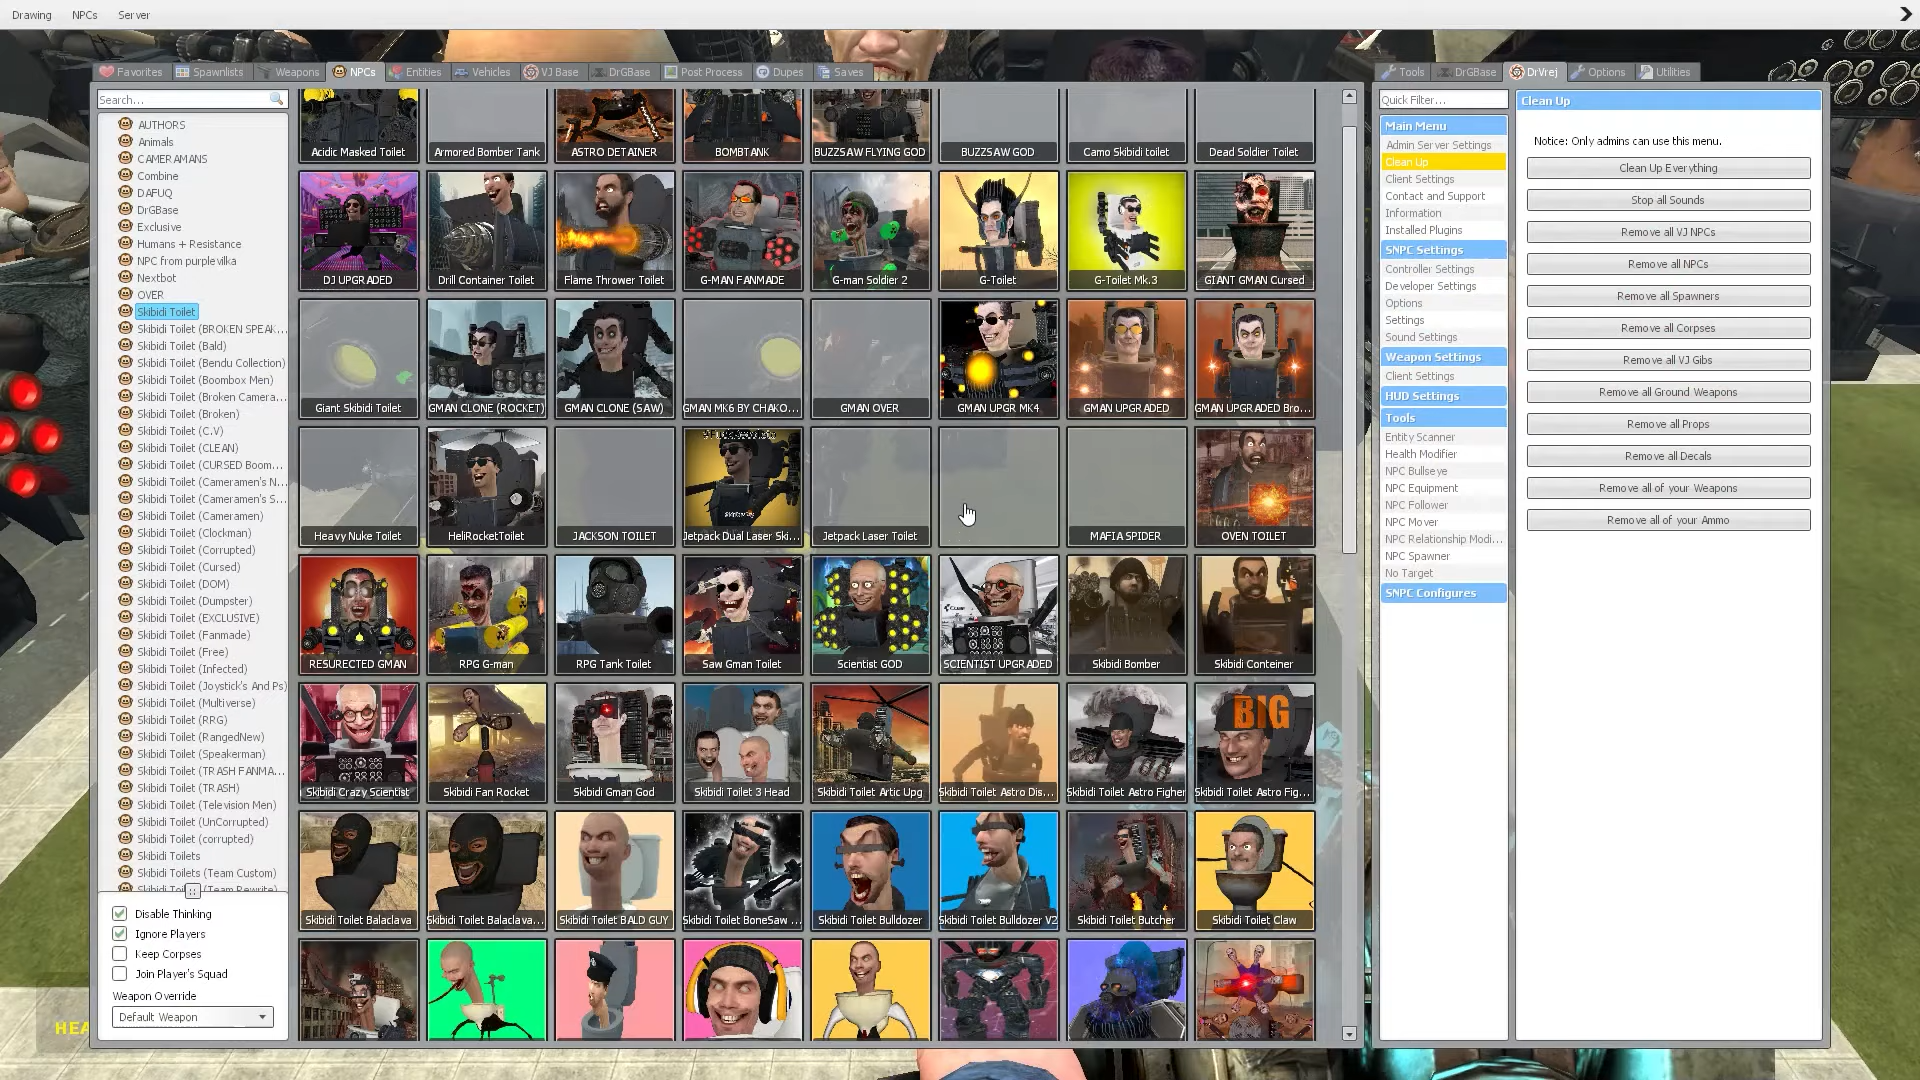 Drawing NPCs Server
Favorites Spawnlists Weapons NPCs Entities Vehicles VJ Base DrGBase Post Process Dupes Saves
Tools DrGBase DrVrej Options Utilities
Search...
AUTHORS
Animals
CAMERAMANS
Combine
DAFUQ
DrGBase
Exclusive
Humans + Resistance
NPC from purplevilka
Nextbot
OVER
Skibidi Toilet
Skibidi Toilet (BROKEN SPEAK...
Skibidi Toilet (Bald)
Skibidi Toilet (Bendu Collection)
Skibidi Toilet (Boombox Men)
Skibidi Toilet (Broken Camera...
Skibidi Toilet (Broken)
Skibidi Toilet (C.V)
Skibidi Toilet (CLEAN)
Skibidi Toilet (CURSED Boom...
Skibidi Toilet (Cameramen's N...
Skibidi Toilet (Cameramen's S...
Skibidi Toilet (Cameramen)
Skibidi Toilet (Clockman)
Skibidi Toilet (Corrupted)
Skibidi Toilet (Cursed)
Skibidi Toilet (DOM)
Skibidi Toilet (Dumpster)
Skibidi Toilet (EXCLUSIVE)
Skibidi Toilet (Fanmade)
Skibidi Toilet (Free)
Skibidi Toilet (Infected)
Skibidi Toilet (Joystick's And Ps)
Skibidi Toilet (Multiverse)
Skibidi Toilet (RRG)
Skibidi Toilet (RangedNew)
Skibidi Toilet (Speakerman)
Skibidi Toilet (TRASH FANMA...
Skibidi Toilet (TRASH)
Skibidi Toilet (Television Men)
Skibidi Toilet (UnCorrupted)
Skibidi Toilet (corrupted)
Skibidi Toilets
Skibidi Toilets (Team Custom)
Disable Thinking
Ignore Players
Keep Corpses
Join Player's Squad
Weapon Override
Default Weapon
HEA
Acidic Masked Toilet Armored Bomber Tank ASTRO DETAINER BOMBTANK BUZZSAW FLYING GOD BUZZSAW GOD Camo Skibidi toilet Dead Soldier Toilet
DJ UPGRADED Drill Container Toilet Flame Thrower Toilet G-MAN FANMADE G-man Soldier 2 G-Toilet G-Toilet Mk.3 GIANT GMAN Cursed
Giant Skibidi Toilet GMAN CLONE (ROCKET) GMAN CLONE (SAW) GMAN MK6 BY CHAKO... GMAN OVER GMAN UPGR MK4 GMAN UPGRADED GMAN UPGRADED Bro...
Heavy Nuke Toilet HeliRocketToilet JACKSON TOILET Jetpack Dual Laser Ski... Jetpack Laser Toilet MAFIA SPIDER OVEN TOILET
RESURECTED GMAN RPG G-man RPG Tank Toilet Saw Gman Toilet Scientist GOD SCIENTIST UPGRADED Skibidi Bomber Skibidi Conteiner
BIG
Skibidi Crazy Scientist Skibidi Fan Rocket Skibidi Gman God Skibidi Toilet 3 Head Skibidi Toilet Artic Upg Skibidi Toilet Astro Dis... Skibidi Toilet Astro Figher Skibidi Toilet Astro Fig...
Skibidi Toilet Balaclava Skibidi Toilet Balaclava... Skibidi Toilet BALD GUY Skibidi Toilet BoneSaw ... Skibidi Toilet Bulldozer Skibidi Toilet Bulldozer V2 Skibidi Toilet Butcher Skibidi Toilet Claw
Quick Filter...
Main Menu
Admin Server Settings
Clean Up
Client Settings
Contact and Support
Information
Installed Plugins
SNPC Settings
Controller Settings
Developer Settings
Options
Settings
Sound Settings
Weapon Settings
Client Settings
HUD Settings
Tools
Entity Scanner
Health Modifier
NPC Bullseye
NPC Equipment
NPC Follower
NPC Mover
NPC Relationship Modi...
NPC Spawner
No Target
SNPC Configures
Clean Up
Notice: Only admins can use this menu.
Clean Up Everything
Stop all Sounds
Remove all VJ NPCs
Remove all NPCs
Remove all Spawners
Remove all Corpses
Remove all VJ Gibs
Remove all Ground Weapons
Remove all Props
Remove all Decals
Remove all of your Weapons
Remove all of your Ammo